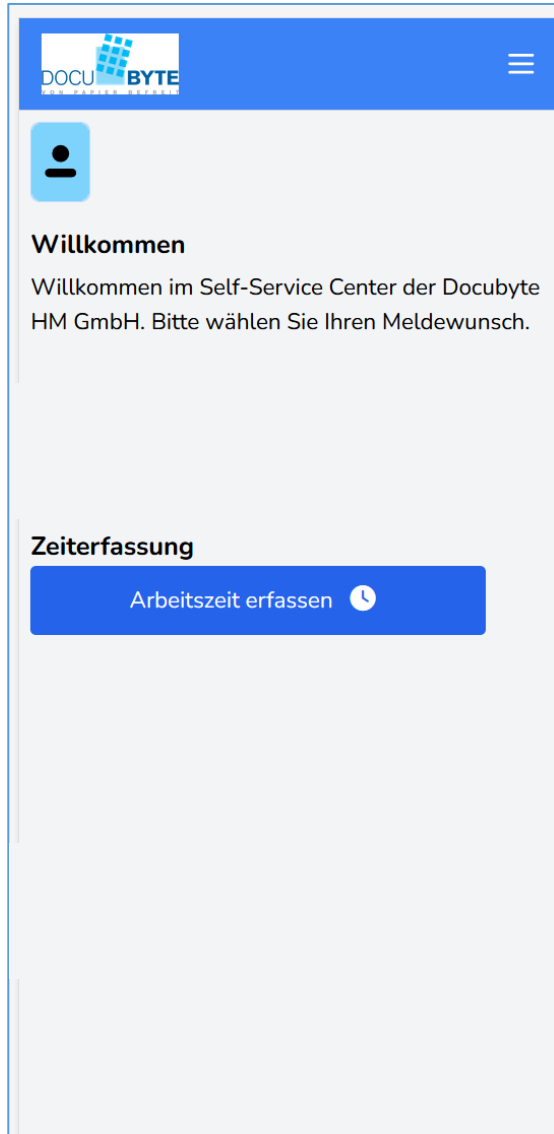 DOCU BYTE
VON PAPIER BEFREIT
Willkommen
Willkommen im Self-Service Center der Docubyte
HM GmbH. Bitte wählen Sie Ihren Meldewunsch.
Zeiterfassung
Arbeitszeit erfassen